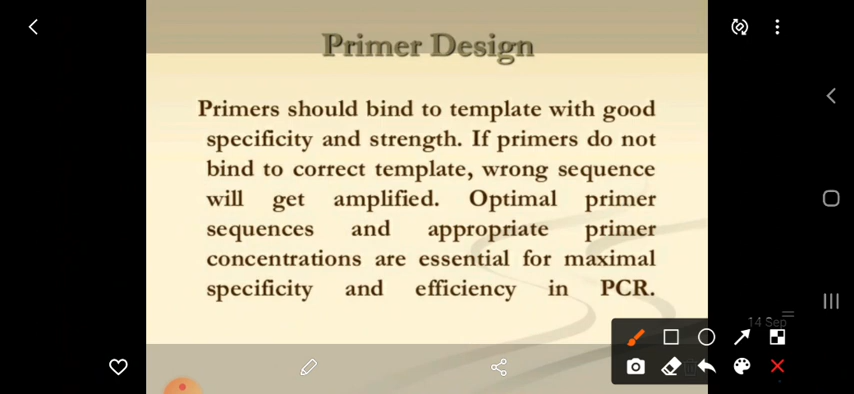 Primer Design
Primers should bind to template with good
specificity and strength. If primers do not
bind to correct template, wrong sequence
will get amplified. Optimal primer
sequences and appropriate primer
concentrations are essential for maximal
specificity and efficiency in PCR.
14 Sep